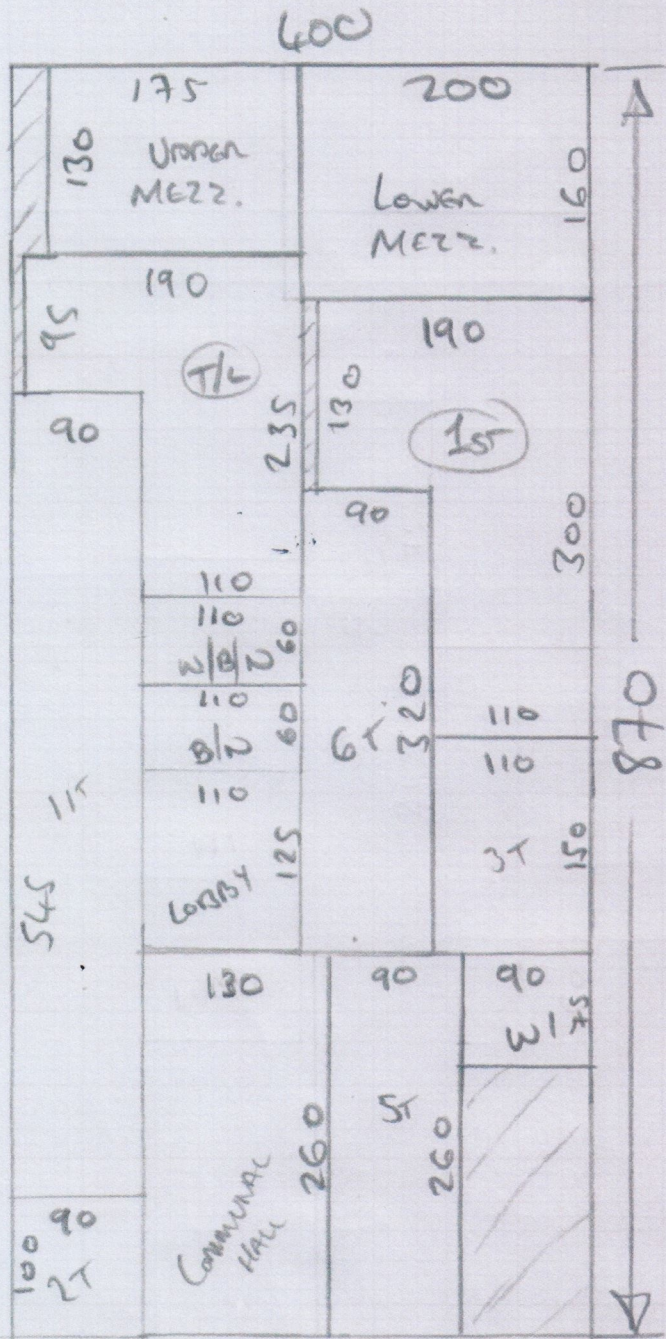 400
175
200
130
UPPER
MEZZ.
LOWER
MEZZ.
160
190
95
T/L
190
90
235
130
1ST
90
300
110
110
W/B/N 60
110
B/N 60
6T
320
110
110
870
11T
110
LOBBY
125
3T
150
545
130
90
90
W1
75
5T
260
260
COMMUNAL
HALL
90
100
2T